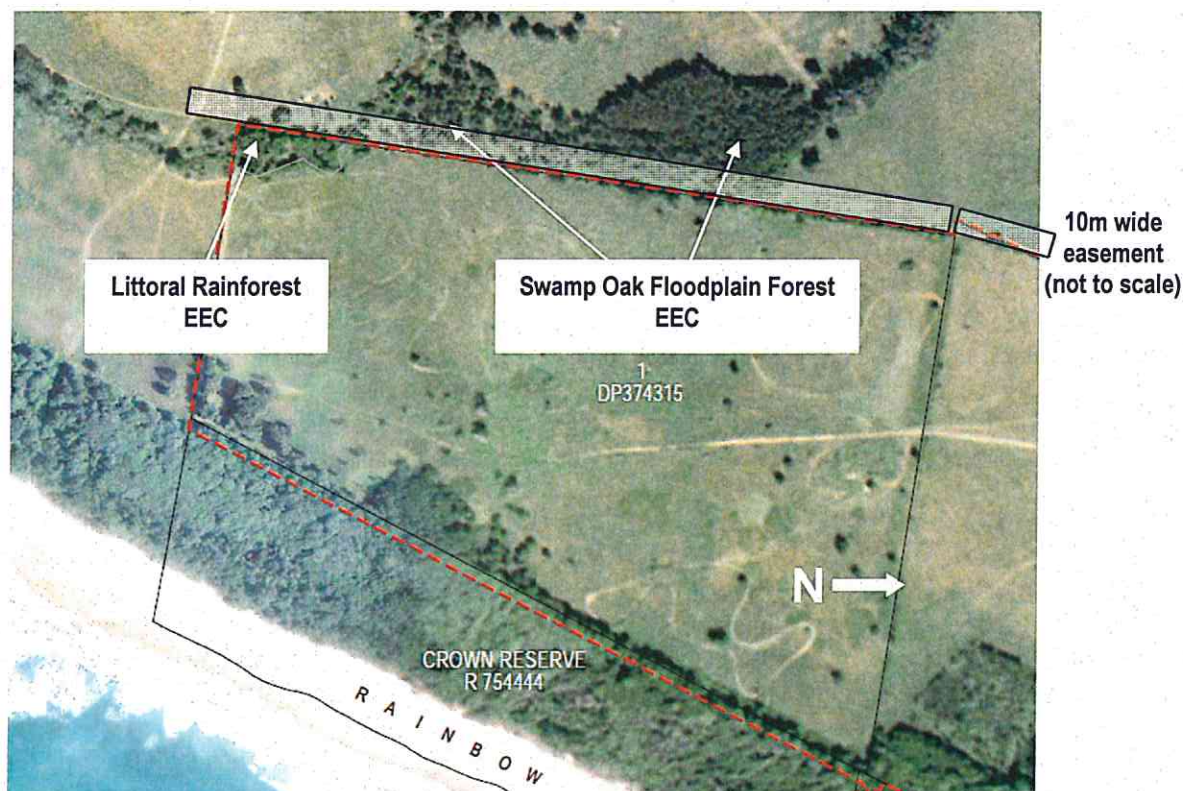 10m wide
easement
(not to scale)
Littoral Rainforest
EEC
Swamp Oak Floodplain Forest
EEC
1
DP374315
N
CROWN RESERVE
R 754444
RAINBOW